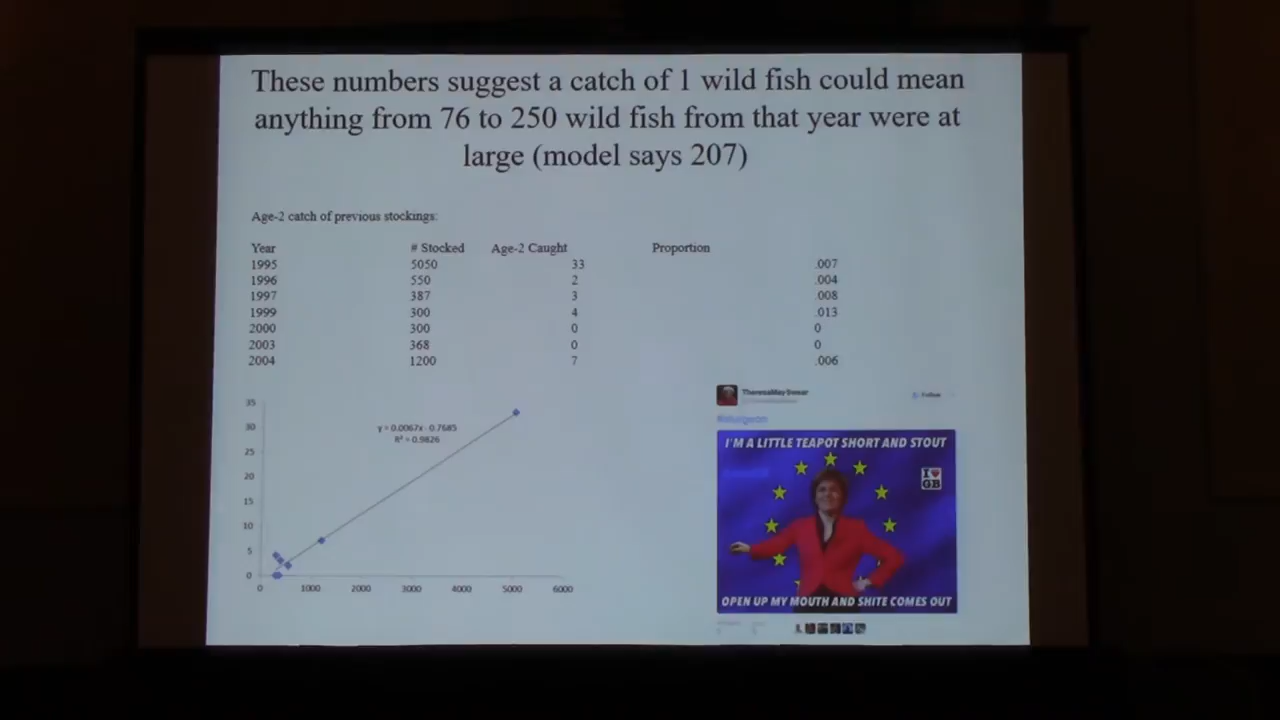 These numbers suggest a catch of 1 wild fish could mean
anything from 76 to 250 wild fish from that year were at
large (model says 207)
Age-2 catch of previous stockings:
Year # Stocked Age-2 Caught Proportion
1995 5050 33 .007
1996 550 2 .004
1997 387 3 .008
1999 300 4 .013
2000 300 0 0
2003 368 0 0
2004 1200 7 .006
35
30
25
20
15
10
5
0
y = 0.0067x - 0.7685
R² = 0.9826
0 1000 2000 3000 4000 5000 6000
Follow
I'M A LITTLE TEAPOT SHORT AND STOUT
I
GB
OPEN UP MY MOUTH AND SHITE COMES OUT